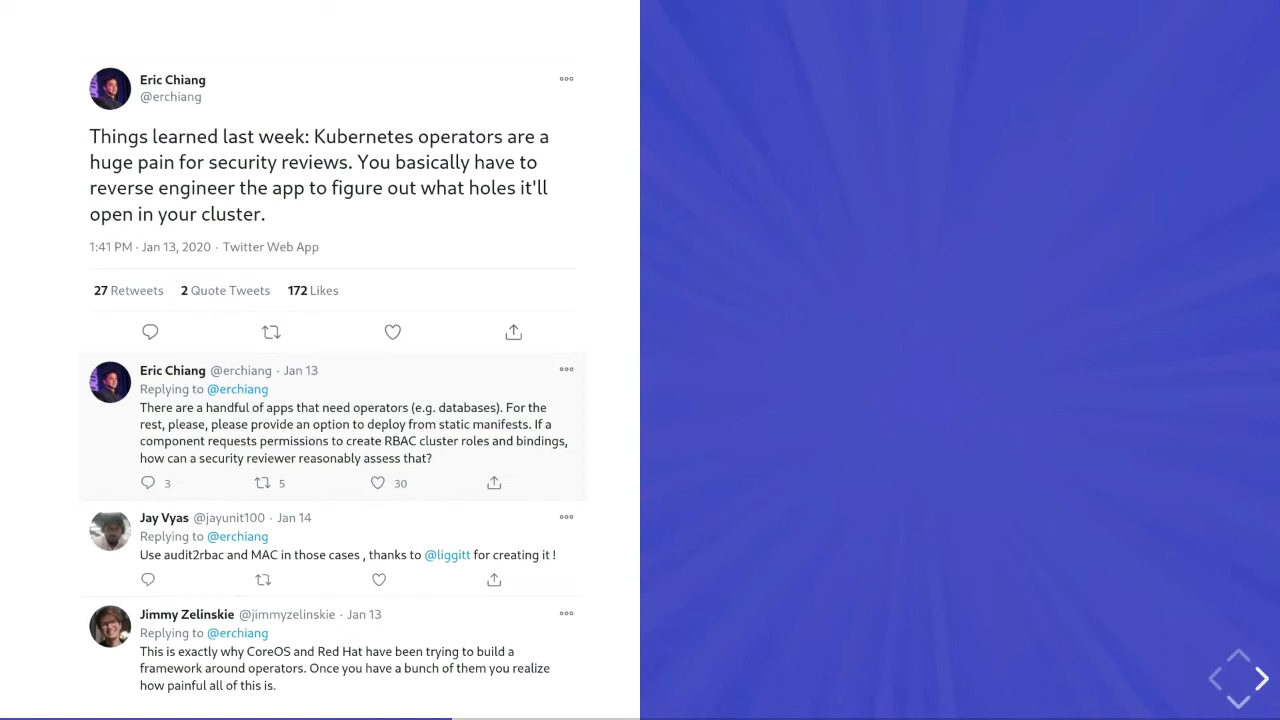 Eric Chiang
@erchiang
Things learned last week: Kubernetes operators are a
huge pain for security reviews. You basically have to
reverse engineer the app to figure out what holes it'll
open in your cluster.
1:41 PM · Jan 13, 2020 · Twitter Web App
27 Retweets 2 Quote Tweets 172 Likes
Eric Chiang @erchiang · Jan 13
Replying to @erchiang
There are a handful of apps that need operators (e.g. databases). For the
rest, please, please provide an option to deploy from static manifests. If a
component requests permissions to create RBAC cluster roles and bindings,
how can a security reviewer reasonably assess that?
3 5 30
Jay Vyas @jayunit100 · Jan 14
Replying to @erchiang
Use audit2rbac and MAC in those cases , thanks to @liggitt for creating it !
Jimmy Zelinskie @jimmyzelinskie · Jan 13
Replying to @erchiang
This is exactly why CoreOS and Red Hat have been trying to build a
framework around operators. Once you have a bunch of them you realize
how painful all of this is.